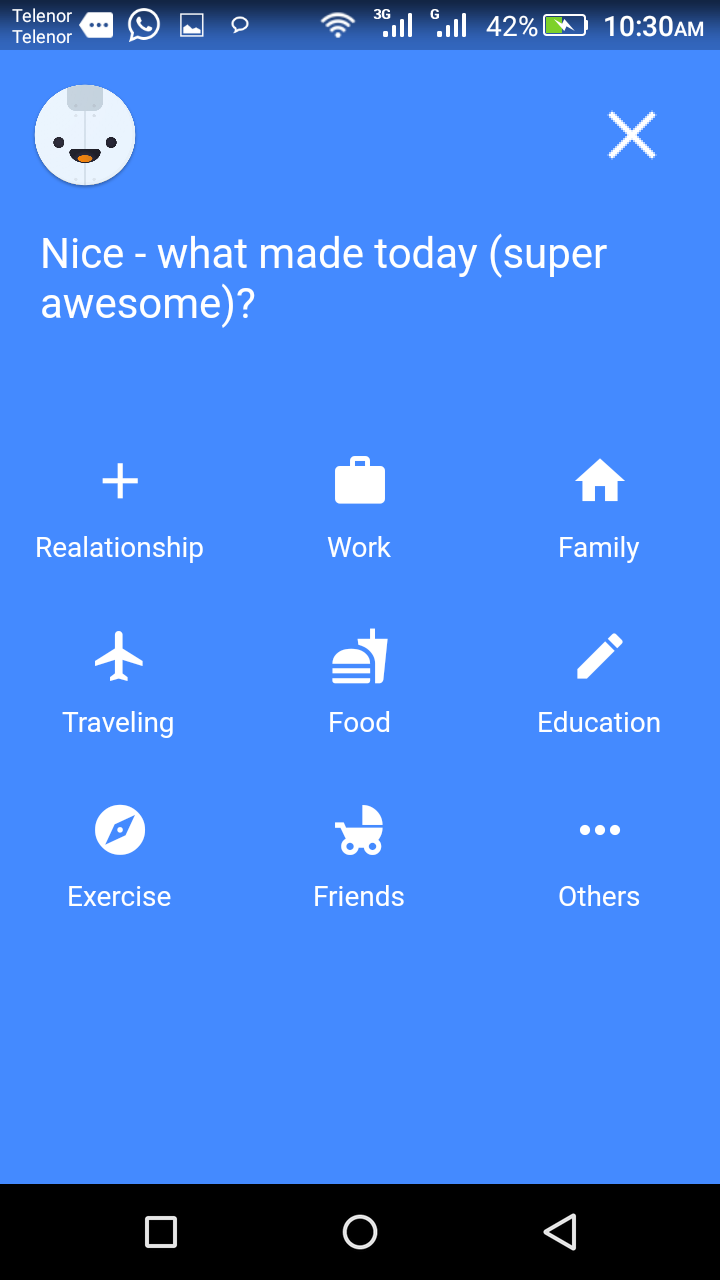 Telenor
Telenor
3G
G
42%
10:30AM
Nice - what made today (super
awesome)?
Realationship
Work
Family
Traveling
Food
Education
Exercise
Friends
Others